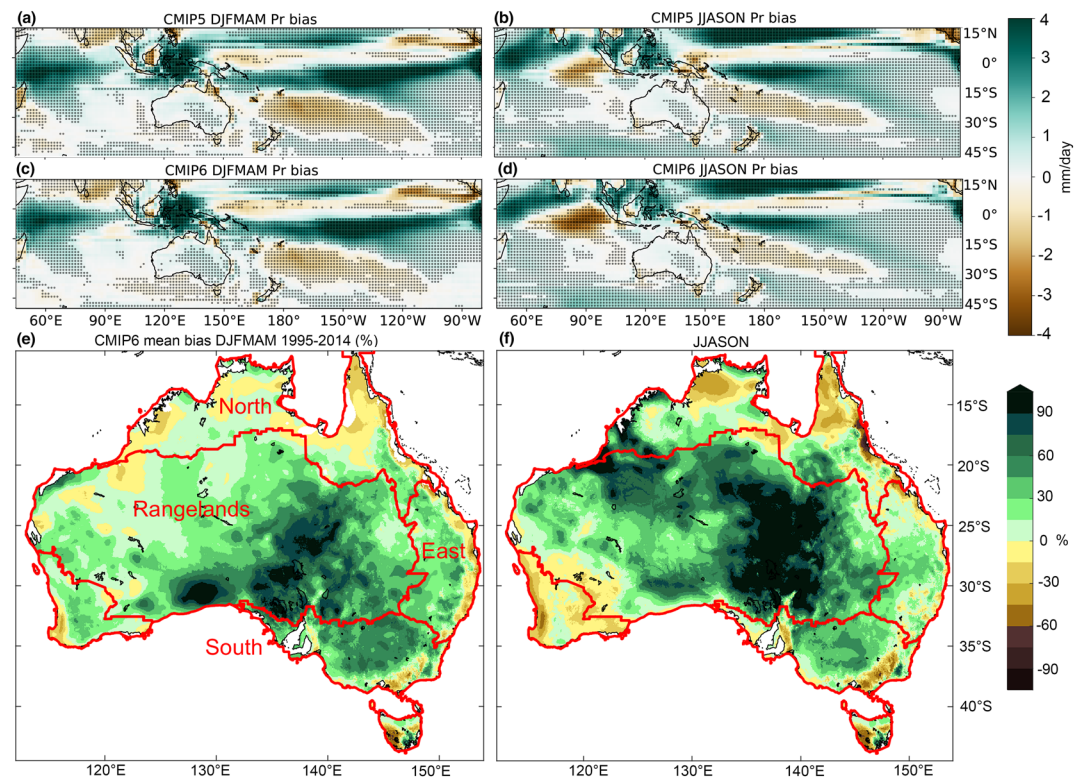 (a) CMIP5 DJFMAM Pr bias
(b) CMIP5 JJASON Pr bias
15°N
0°
15°S
30°S
45°S
(c) CMIP6 DJFMAM Pr bias
(d) CMIP6 JJASON Pr bias
15°N
0°
15°S
30°S
45°S
60°E 90°E 120°E 150°E 180° 150°W 120°W 90°W
60°E 90°E 120°E 150°E 180° 150°W 120°W 90°W
4
3
2
1
0
-1
-2
-3
-4
mm/day
(e) CMIP6 mean bias DJFMAM 1995-2014 (%)
(f) JJASON
North
Rangelands
East
South
15°S
20°S
25°S
30°S
35°S
40°S
120°E 130°E 140°E 150°E
120°E 130°E 140°E 150°E
90
60
30
0 %
-30
-60
-90